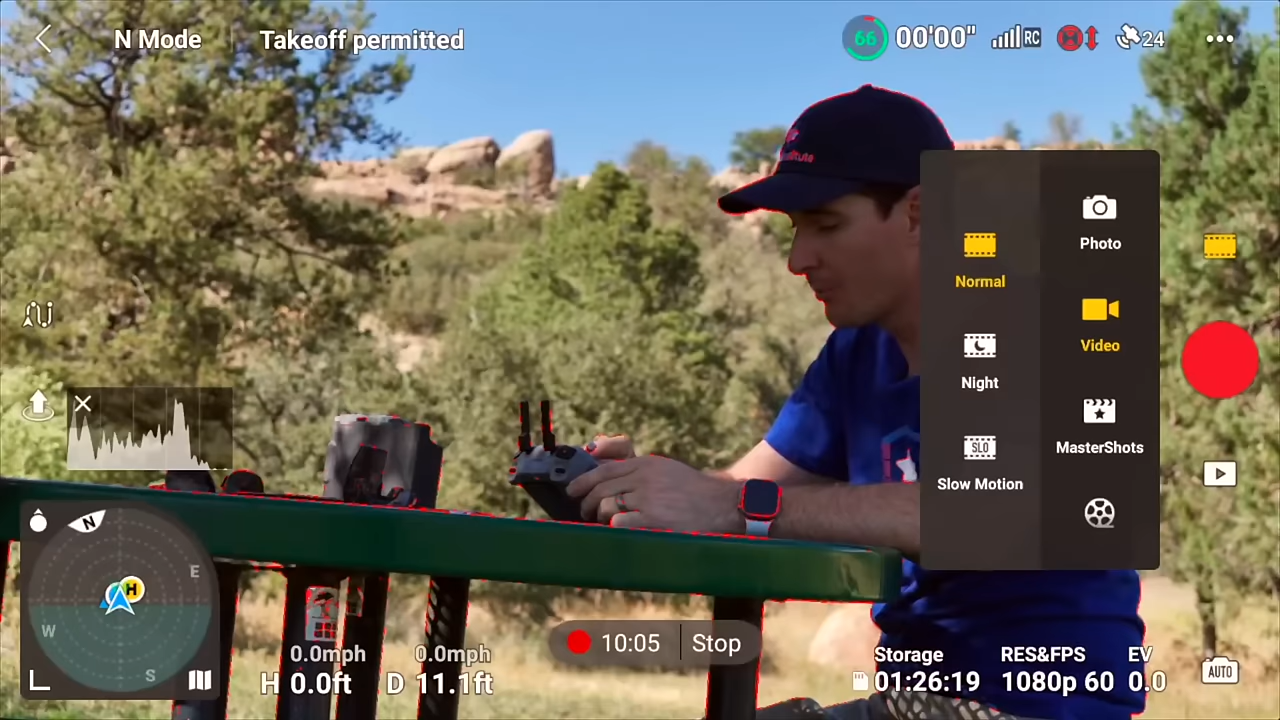 N Mode
Takeoff permitted
66
00'00"
RC
24
Photo
Normal
Video
Night
MasterShots
SLO
Slow Motion
N
E
H
W
S
10:05
Stop
0.0mph
0.0mph
H 0.0ft
D 11.1ft
Storage
01:26:19
RES&FPS
1080p 60
EV
0.0
AUTO